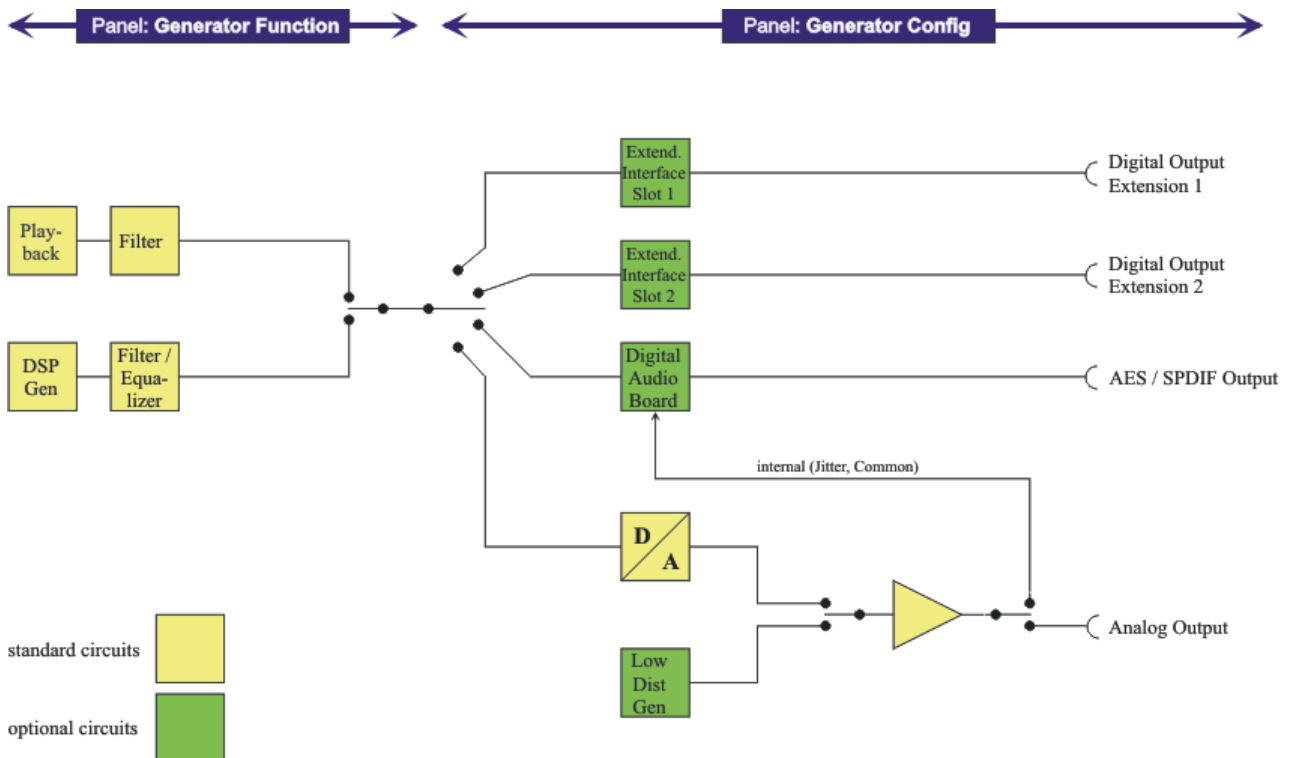 Panel: Generator Function
Panel: Generator Config
Extend.
Interface
Slot 1
Digital Output
Extension 1
Play-
back
Filter
Extend.
Interface
Slot 2
Digital Output
Extension 2
DSP
Gen
Filter /
Equa-
lizer
Digital
Audio
Board
AES / SPDIF Output
internal (Jitter, Common)
D
A
Analog Output
Low
Dist
Gen
standard circuits
optional circuits